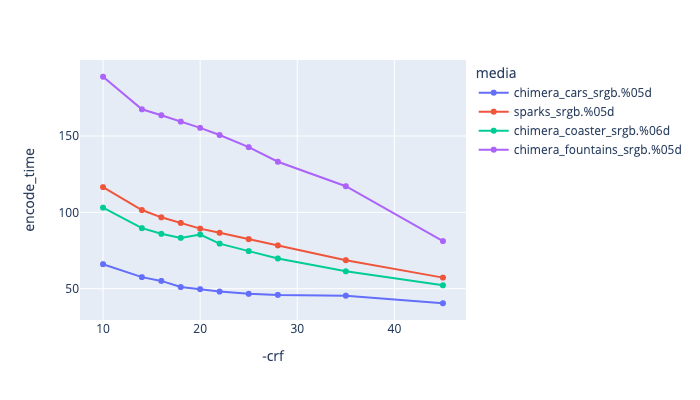 media
chimera_cars_srgb.%05d
sparks_srgb.%05d
chimera_coaster_srgb.%06d
chimera_fountains_srgb.%05d
encode_time
150
100
50
10 20 30 40
-crf